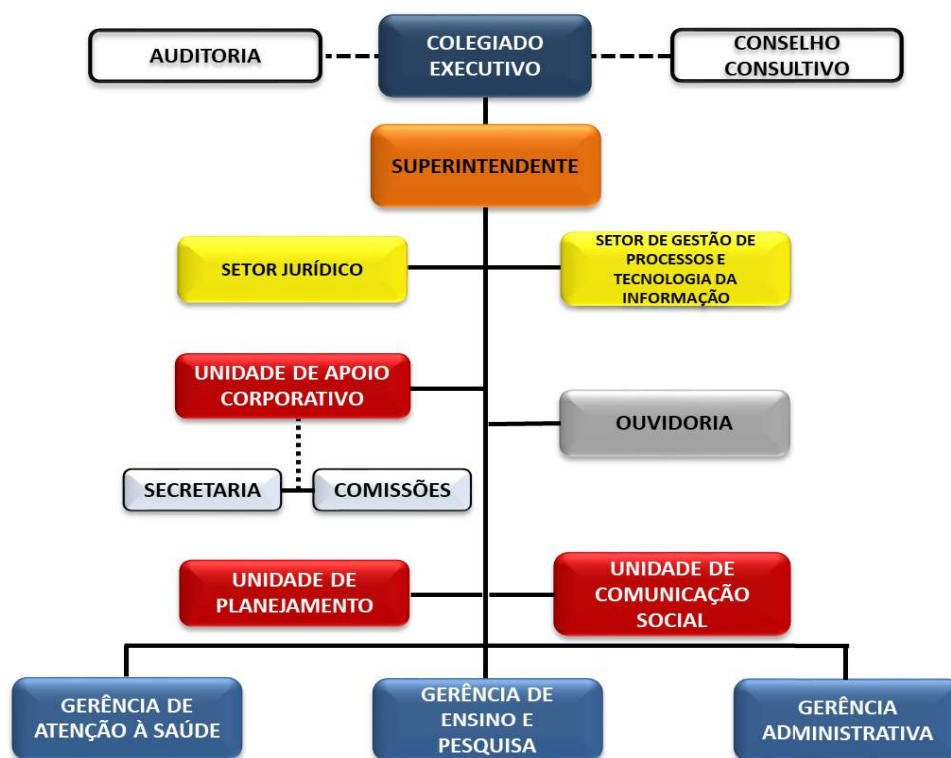 AUDITORIA
COLEGIADO
EXECUTIVO
CONSELHO
CONSULTIVO
SUPERINTENDENTE
SETOR JURÍDICO
SETOR DE GESTÃO DE
PROCESSOS E
TECNOLOGIA DA
INFORMAÇÃO
UNIDADE DE APOIO
CORPORATIVO
OUVIDORIA
SECRETARIA
COMISSÕES
UNIDADE DE
PLANEJAMENTO
UNIDADE DE
COMUNICAÇÃO
SOCIAL
GERÊNCIA DE
ATENÇÃO À SAÚDE
GERÊNCIA DE
ENSINO E
PESQUISA
GERÊNCIA
ADMINISTRATIVA